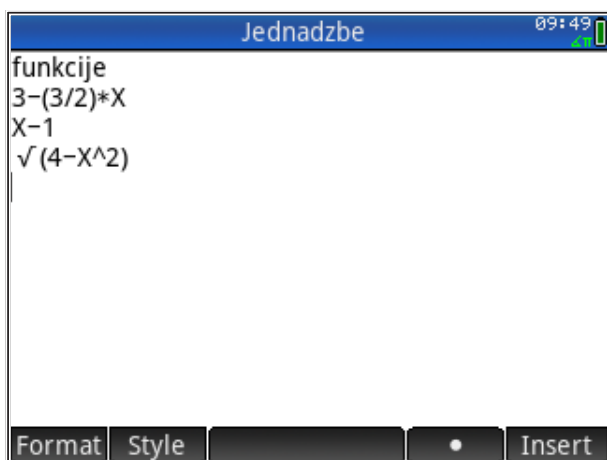 Jednadzbe
09:49
∡π
funkcije
3-(3/2)*X
X-1
√(4-X^2)
Format Style • Insert